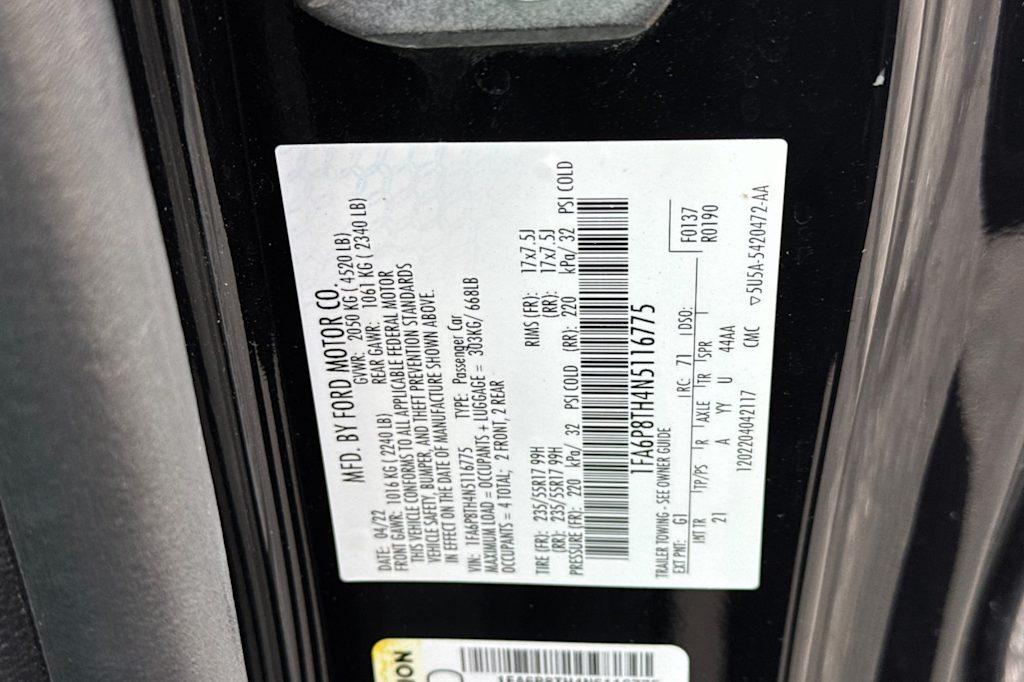 MFD. BY FORD MOTOR CO.
DATE: 04/22 GVWR: 2050 KG ( 4520 LB)
FRONT GAWR: 1016 KG ( 2240 LB) REAR GAWR: 1061 KG ( 2340 LB)
THIS VEHICLE CONFORMS TO ALL APPLICABLE FEDERAL MOTOR
VEHICLE SAFETY, BUMPER, AND THEFT PREVENTION STANDARDS
IN EFFECT ON THE DATE OF MANUFACTURE SHOWN ABOVE.
VIN: 1FA6P8TH4N5116775 TYPE: Passenger Car
MAXIMUM LOAD = OCCUPANTS + LUGGAGE = 303KG/ 668LB
OCCUPANTS = 4 TOTAL; 2 FRONT, 2 REAR
TIRE (FR): 235/55R17 99H RIMS (FR): 17x7.5J
(RR): 235/55R17 99H (RR): 17x7.5J
PRESSURE (FR): 220 kPa/ 32 PSI COLD (RR): 220 kPa/ 32 PSI COLD
1FA6P8TH4N5116775
TRAILER TOWING - SEE OWNER GUIDE
EXT PNT: G1 RC: 71 DSO: F0137
INT TR TP/PS R AXLE TR SPR R0190
21 A YY U 44AA
1202204042117 CMC ▽5U5A-5420472-AA
1FA6P8TH4N5116775